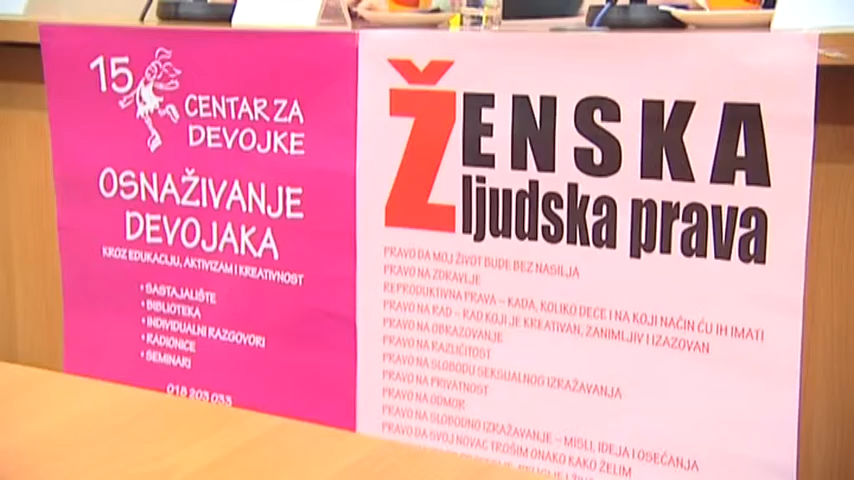 15
CENTAR ZA
DEVOJKE
OSNAŽIVANJE
DEVOJAKA
KROZ EDUKACIJU, AKTIVIZAM I KREATIVNOST
• SASTAJALIŠTE
• BIBLIOTEKA
• INDIVIDUALNI RAZGOVORI
• RADIONICE
• SEMINARI
018 203 033
ŽENSKA
ljudska prava
PRAVO DA MOJ ŽIVOT BUDE BEZ NASILJA
PRAVO NA ZDRAVLJE
REPRODUKTIVNA PRAVA – KADA, KOLIKO DECE I NA KOJI NAČIN ĆU IH IMATI
PRAVO NA RAD – RAD KOJI JE KREATIVAN, ZANIMLJIV I IZAZOVAN
PRAVO NA OBRAZOVANJE
PRAVO NA RAZLIČITOST
PRAVO NA SLOBODU SEKSUALNOG IZRAŽAVANJA
PRAVO NA PRIVATNOST
PRAVO NA ODMOR
PRAVO NA SLOBODNO IZRAŽAVANJE – MISLI, IDEJA I OSEĆANJA
PRAVO DA SVOJ NOVAC TROŠIM ONAKO KAKO ŽELIM